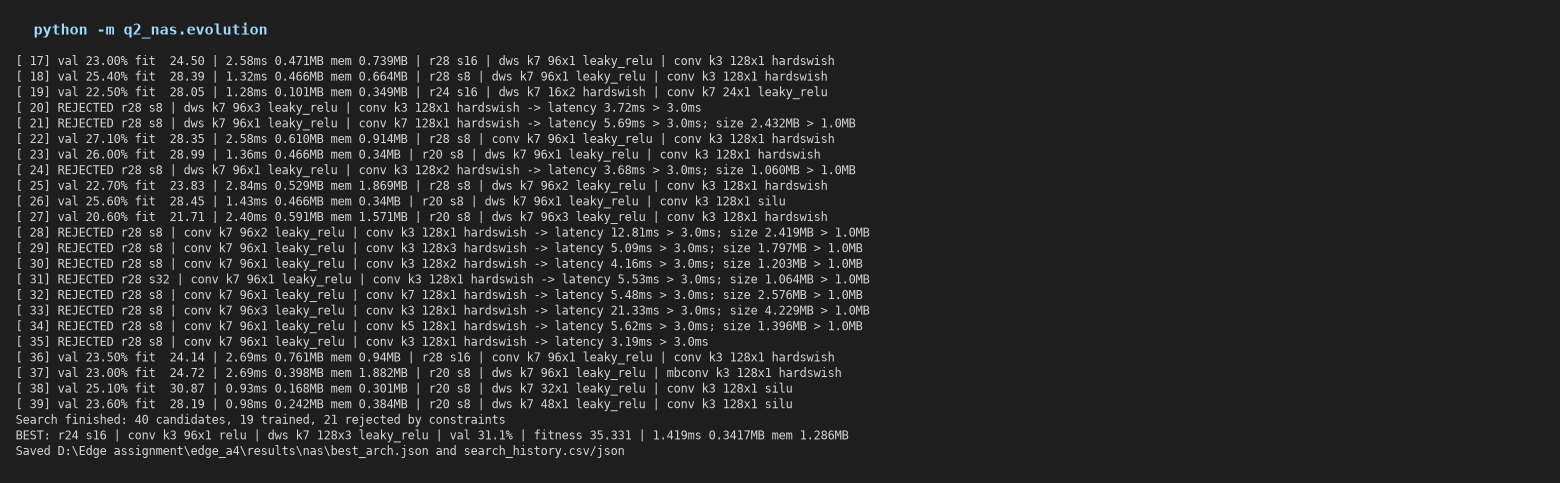 python -m q2_nas.evolution
[ 17] val 23.00% fit  24.50 | 2.58ms 0.471MB mem 0.739MB | r28 s16 | dws k7 96x1 leaky_relu | conv k3 128x1 hardswish
[ 18] val 25.40% fit  28.39 | 1.32ms 0.466MB mem 0.664MB | r28 s8 | dws k7 96x1 leaky_relu | conv k3 128x1 hardswish
[ 19] val 22.50% fit  28.05 | 1.28ms 0.101MB mem 0.349MB | r24 s16 | dws k7 16x2 hardswish | conv k7 24x1 leaky_relu
[ 20] REJECTED r28 s8 | dws k7 96x3 leaky_relu | conv k3 128x1 hardswish -> latency 3.72ms > 3.0ms
[ 21] REJECTED r28 s8 | dws k7 96x1 leaky_relu | conv k7 128x1 hardswish -> latency 5.69ms > 3.0ms; size 2.432MB > 1.0MB
[ 22] val 27.10% fit  28.35 | 2.58ms 0.610MB mem 0.914MB | r28 s8 | conv k7 96x1 leaky_relu | conv k3 128x1 hardswish
[ 23] val 26.00% fit  28.99 | 1.36ms 0.466MB mem 0.34MB | r20 s8 | dws k7 96x1 leaky_relu | conv k3 128x1 hardswish
[ 24] REJECTED r28 s8 | dws k7 96x1 leaky_relu | conv k3 128x2 hardswish -> latency 3.68ms > 3.0ms; size 1.060MB > 1.0MB
[ 25] val 22.70% fit  23.83 | 2.84ms 0.529MB mem 1.869MB | r28 s8 | dws k7 96x2 leaky_relu | conv k3 128x1 hardswish
[ 26] val 25.60% fit  28.45 | 1.43ms 0.466MB mem 0.34MB | r20 s8 | dws k7 96x1 leaky_relu | conv k3 128x1 silu
[ 27] val 20.60% fit  21.71 | 2.40ms 0.591MB mem 1.571MB | r20 s8 | dws k7 96x3 leaky_relu | conv k3 128x1 hardswish
[ 28] REJECTED r28 s8 | conv k7 96x2 leaky_relu | conv k3 128x1 hardswish -> latency 12.81ms > 3.0ms; size 2.419MB > 1.0MB
[ 29] REJECTED r28 s8 | conv k7 96x1 leaky_relu | conv k3 128x3 hardswish -> latency 5.09ms > 3.0ms; size 1.797MB > 1.0MB
[ 30] REJECTED r28 s8 | conv k7 96x1 leaky_relu | conv k3 128x2 hardswish -> latency 4.16ms > 3.0ms; size 1.203MB > 1.0MB
[ 31] REJECTED r28 s32 | conv k7 96x1 leaky_relu | conv k3 128x1 hardswish -> latency 5.53ms > 3.0ms; size 1.064MB > 1.0MB
[ 32] REJECTED r28 s8 | conv k7 96x1 leaky_relu | conv k7 128x1 hardswish -> latency 5.48ms > 3.0ms; size 2.576MB > 1.0MB
[ 33] REJECTED r28 s8 | conv k7 96x3 leaky_relu | conv k3 128x1 hardswish -> latency 21.33ms > 3.0ms; size 4.229MB > 1.0MB
[ 34] REJECTED r28 s8 | conv k7 96x1 leaky_relu | conv k5 128x1 hardswish -> latency 5.62ms > 3.0ms; size 1.396MB > 1.0MB
[ 35] REJECTED r28 s8 | conv k7 96x1 leaky_relu | conv k3 128x1 hardswish -> latency 3.19ms > 3.0ms
[ 36] val 23.50% fit  24.14 | 2.69ms 0.761MB mem 0.94MB | r28 s16 | conv k7 96x1 leaky_relu | conv k3 128x1 hardswish
[ 37] val 23.00% fit  24.72 | 2.69ms 0.398MB mem 1.882MB | r20 s8 | dws k7 96x1 leaky_relu | mbconv k3 128x1 hardswish
[ 38] val 25.10% fit  30.87 | 0.93ms 0.168MB mem 0.301MB | r20 s8 | dws k7 32x1 leaky_relu | conv k3 128x1 silu
[ 39] val 23.60% fit  28.19 | 0.98ms 0.242MB mem 0.384MB | r20 s8 | dws k7 48x1 leaky_relu | conv k3 128x1 silu
Search finished: 40 candidates, 19 trained, 21 rejected by constraints
BEST: r24 s16 | conv k3 96x1 relu | dws k7 128x3 leaky_relu | val 31.1% | fitness 35.331 | 1.419ms 0.3417MB mem 1.286MB
Saved D:\Edge assignment\edge_a4\results\nas\best_arch.json and search_history.csv/json